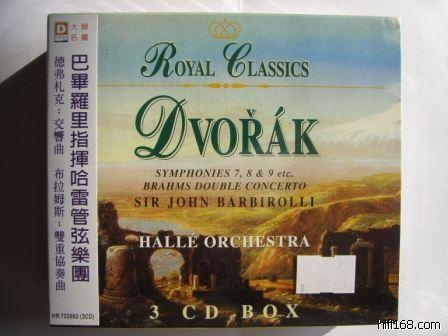 大師名盤
巴畢羅里指揮哈雷管弦樂團
德弗札克：交響曲 布拉姆斯：雙重協奏曲
HR 703992 (3CD)
ROYAL CLASSICS
DVOŘÁK
SYMPHONIES 7, 8 & 9 etc.
BRAHMS DOUBLE CONCERTO
SIR JOHN BARBIROLLI
HALLÉ ORCHESTRA
3 CD BOX
hifi168.com